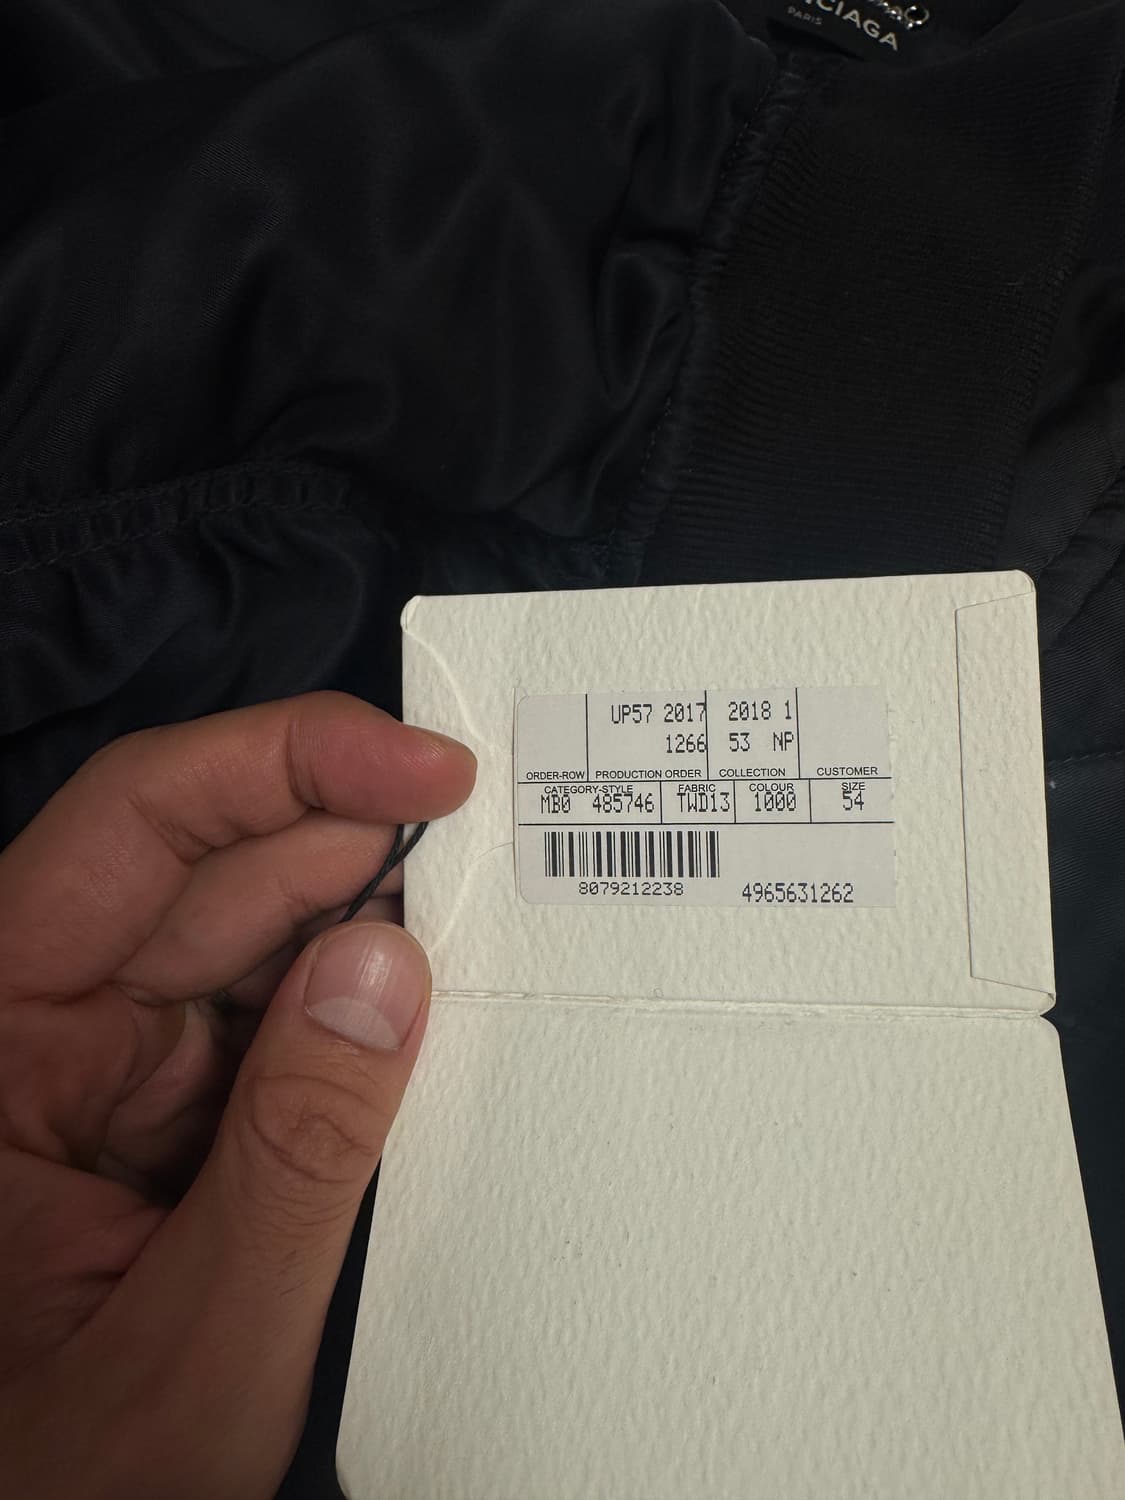 CIAGA
PARIS
UP57 2017 2018 1
1266 53 NP
ORDER-ROW PRODUCTION ORDER COLLECTION CUSTOMER
CATEGORY-STYLE FABRIC COLOUR SIZE
MB0 485746 TWD13 1000 54
8079212238 4965631262